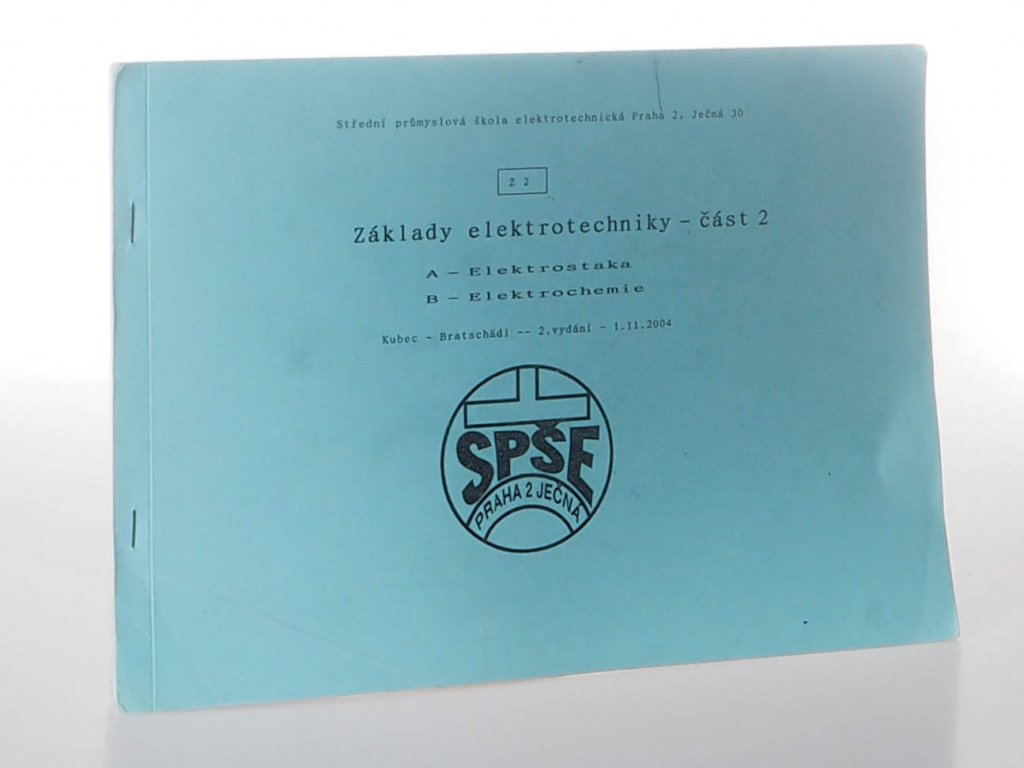 Střední průmyslová škola elektrotechnická Praha 2, Ječná 30
Z 2
Základy elektrotechniky - část 2
A - Elektrostaka
B - Elektrochemie
Kubec - Bratschädl -- 2.vydání - 1.11.2004
SPŠE
PRAHA 2 JEČNÁ